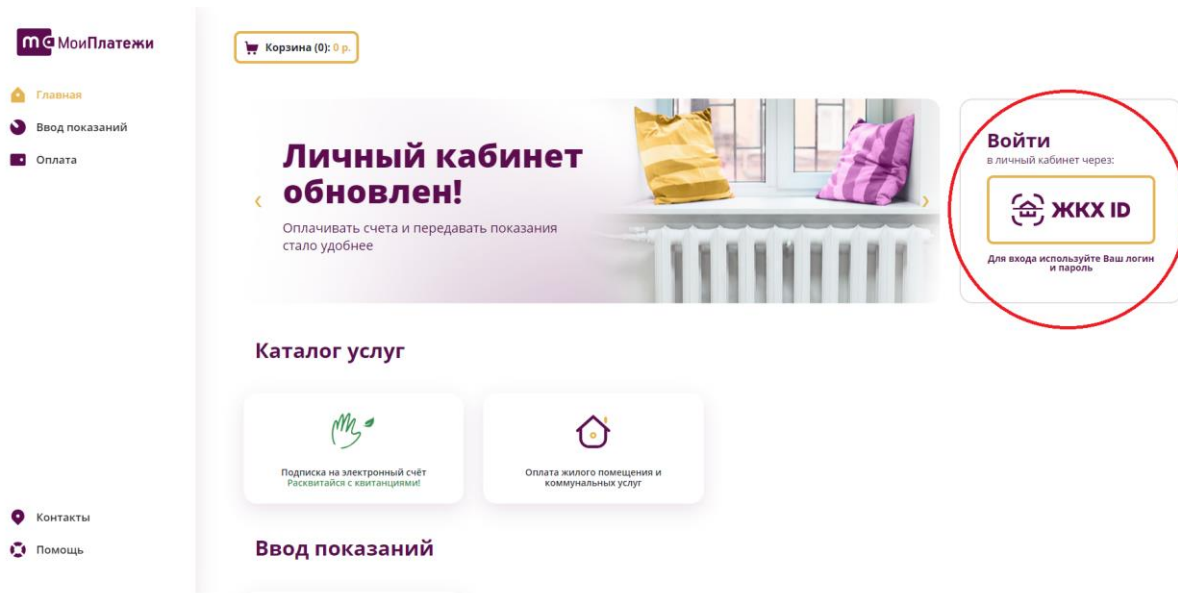 МоиПлатежи
Главная
Ввод показаний
Оплата
Контакты
Помощь
Корзина (0): 0 р.
Личный кабинет
обновлен!
Оплачивать счета и передавать показания
стало удобнее
Войти
в личный кабинет через:
ЖКХ ID
Для входа используйте Ваш логин
и пароль
Каталог услуг
Подписка на электронный счёт
Расквитайся с квитанциями!
Оплата жилого помещения и
коммунальных услуг
Ввод показаний